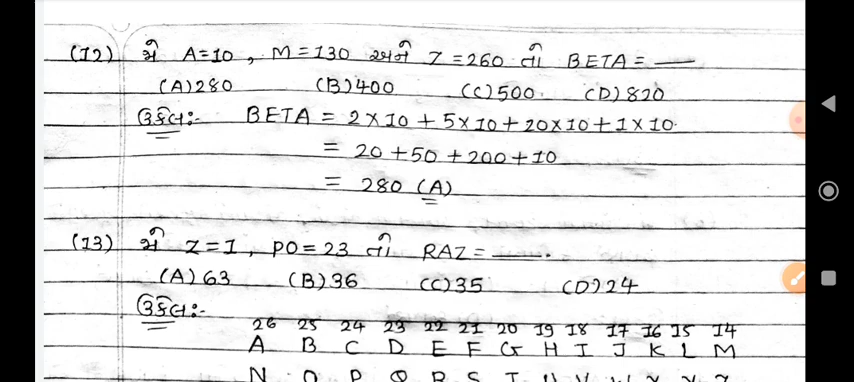 (12) જો A=10, M=130 અને Z=260 તો BETA = ___
(A) 280 (B) 400 (C) 500 (D) 820
ઉકેલ:- BETA = 2×10 + 5×10 + 20×10 + 1×10
= 20 + 50 + 200 + 10
= 280 (A)
(13) જો Z=1, PO=23 તો RAZ = ___.
(A) 63 (B) 36 (C) 35 (D) 24
ઉકેલ:-
26 25 24 23 22 21 20 19 18 17 16 15 14
A B C D E F G H I J K L M
N O P Q R S T U V